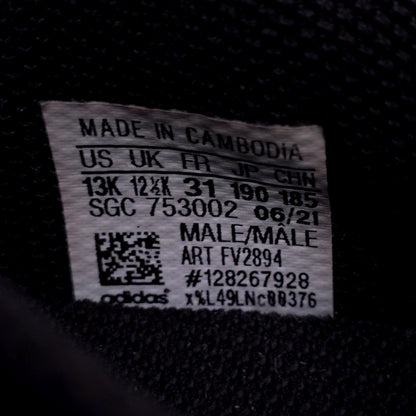 MADE IN CAMBODIA
US UK FR JP CHN
13K 12½K 31 190 185
SGC 753002 06/21
MALE/MÂLE
ART FV2894
#128267928
adidas x%L49LNc00376